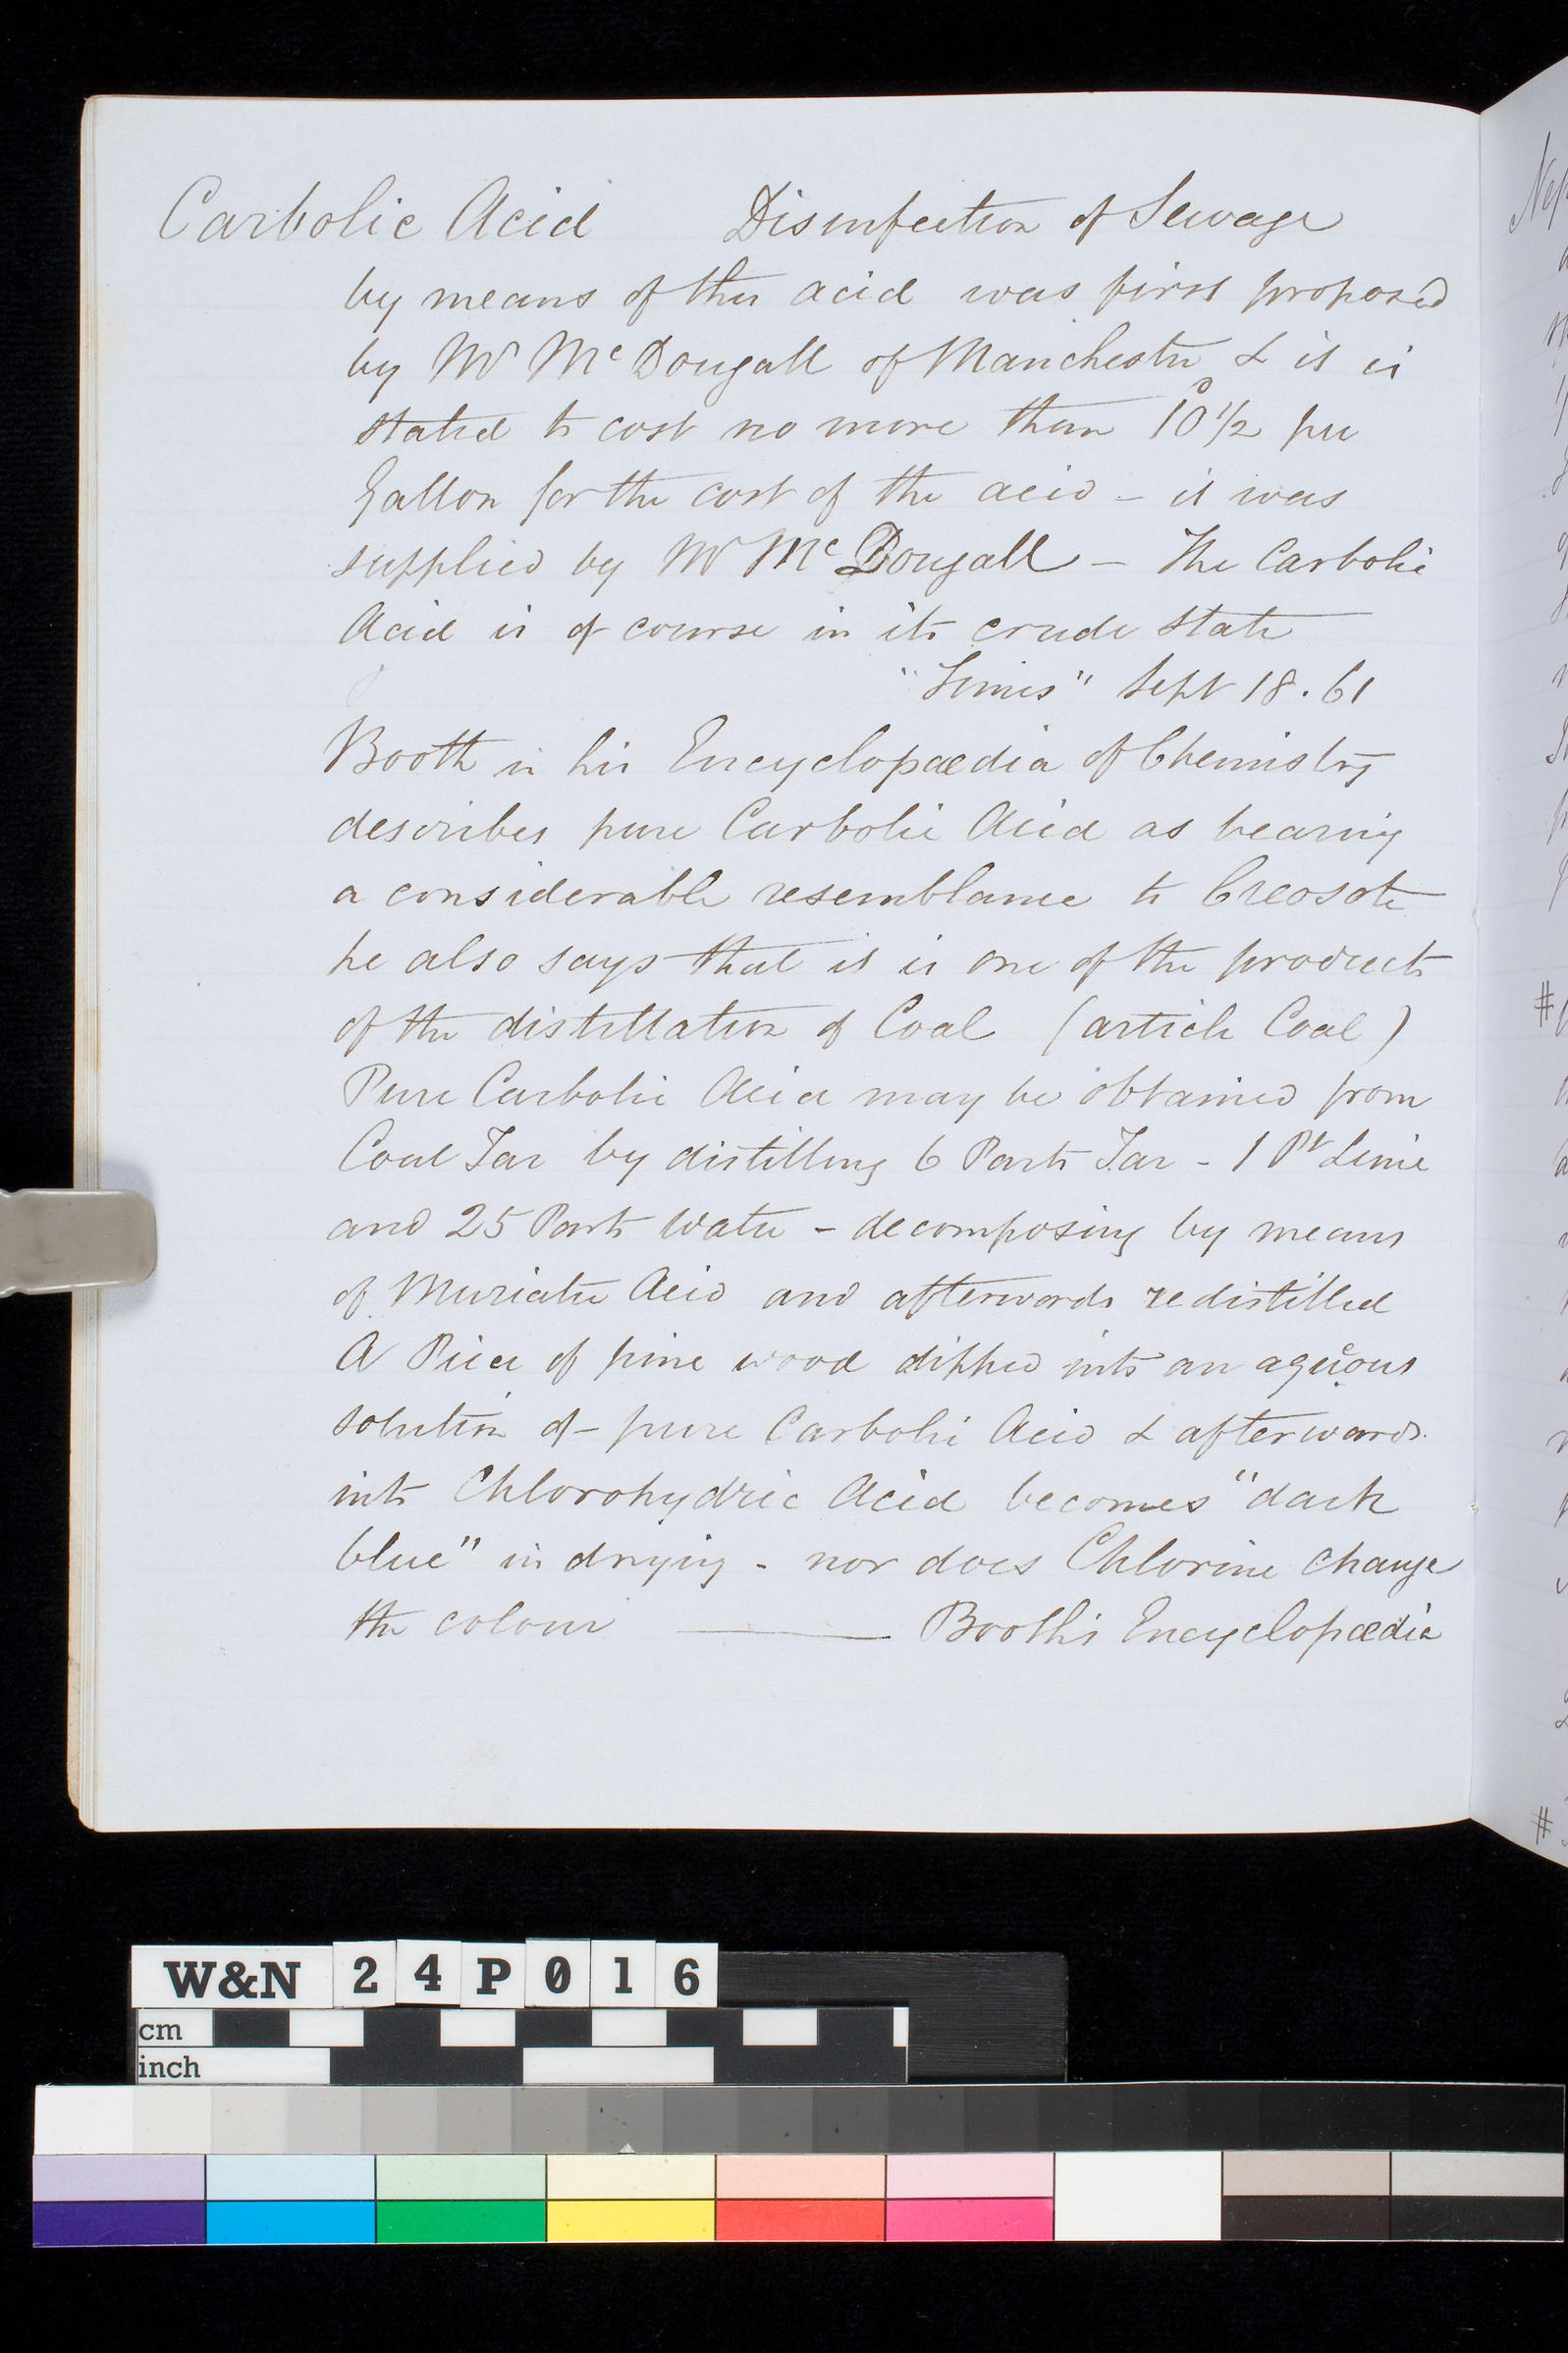 Carbolic Acid Disinfection of Sewage
by means of this acid was first proposed
by Mr McDougall of Manchester & it is
stated to cost no more than 10d 1/2 per
Gallon for the cost of the acid - it was
supplied by Mr McDougall - The Carbolic
Acid is of course in its crude state
"Times" Sept 18. 61
Booth in his Encyclopædia of Chemistry
describes pure Carbolic Acid as bearing
a considerable resemblance to Creosote
he also says that it is one of the products
of the distillation of Coal (article Coal)
Pure Carbolic Acid may be obtained from
Coal Tar by distilling 6 Parts Tar - 1 Pt Lime
and 25 Parts Water - decomposing by means
of Muriatic Acid and afterwards redistilled
A Piece of pine wood dipped into an aqueous
solution of pure Carbolic Acid & afterwards
into Chlorohydric Acid becomes "dark
blue" in drying - nor does Chlorine change
the colour — Booth's Encyclopædia
#
#
W&N 24P016
cm
inch